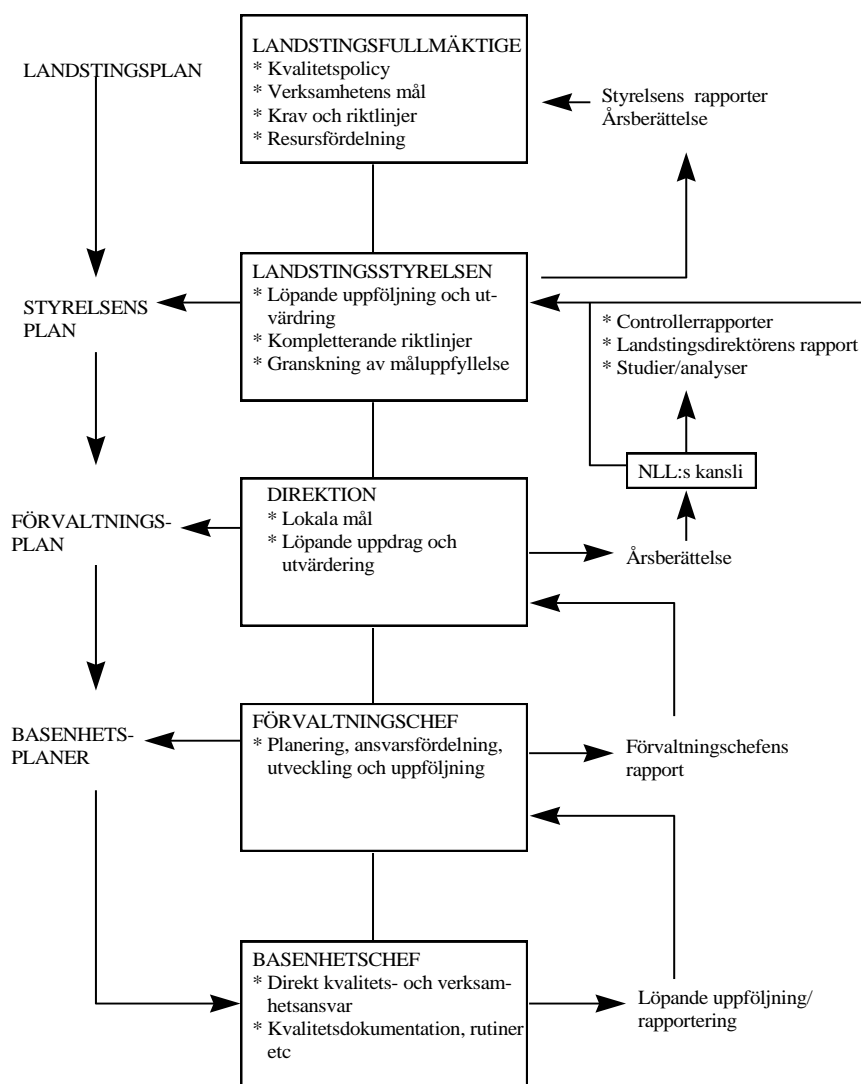 LANDSTINGSPLAN
LANDSTINGSFULLMÄKTIGE
* Kvalitetspolicy
* Verksamhetens mål
* Krav och riktlinjer
* Resursfördelning
Styrelsens rapporter
Årsberättelse
STYRELSENS
PLAN
LANDSTINGSSTYRELSEN
* Löpande uppföljning och ut-
värdring
* Kompletterande riktlinjer
* Granskning av måluppfyllelse
* Controllerrapporter
* Landstingsdirektörens rapport
* Studier/analyser
NLL:s kansli
FÖRVALTNINGS-
PLAN
DIREKTION
* Lokala mål
* Löpande uppdrag och
utvärdering
Årsberättelse
BASENHETS-
PLANER
FÖRVALTNINGSCHEF
* Planering, ansvarsfördelning,
utveckling och uppföljning
Förvaltningschefens
rapport
BASENHETSCHEF
* Direkt kvalitets- och verksam-
hetsansvar
* Kvalitetsdokumentation, rutiner
etc
Löpande uppföljning/
rapportering